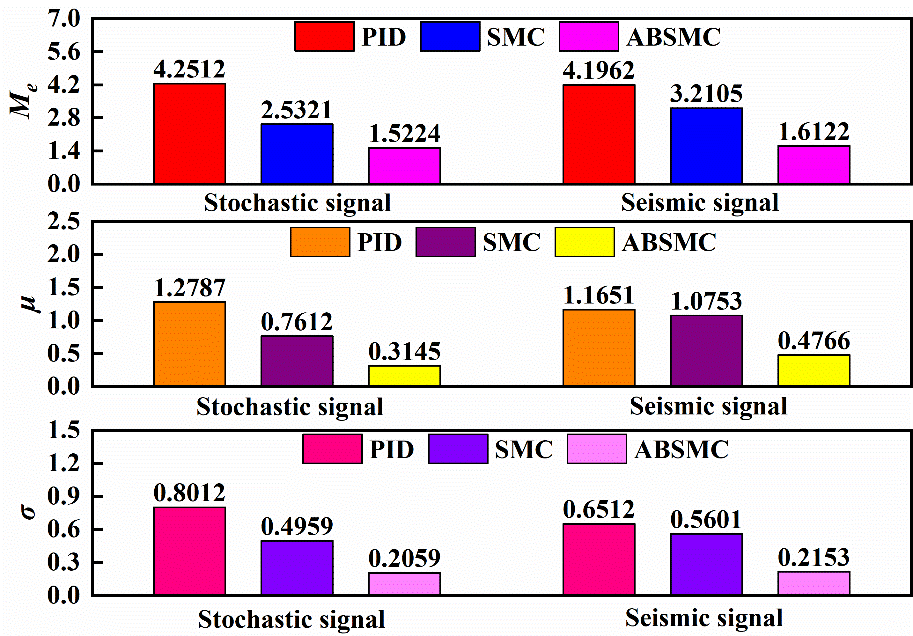 7.0
PID SMC ABSMC
5.6
4.2512 4.1962
4.2
3.2105
2.8
2.5321
1.5224 1.6122
1.4
0.0
Mₑ
Stochastic signal Seismic signal
2.5
PID SMC ABSMC
2.0
1.5
1.2787 1.1651 1.0753
1.0
0.7612
0.5
0.3145 0.4766
0.0
μ
Stochastic signal Seismic signal
1.5
PID SMC ABSMC
1.2
0.9
0.8012 0.6512 0.5601
0.6
0.4959
0.3
0.2059 0.2153
0.0
σ
Stochastic signal Seismic signal